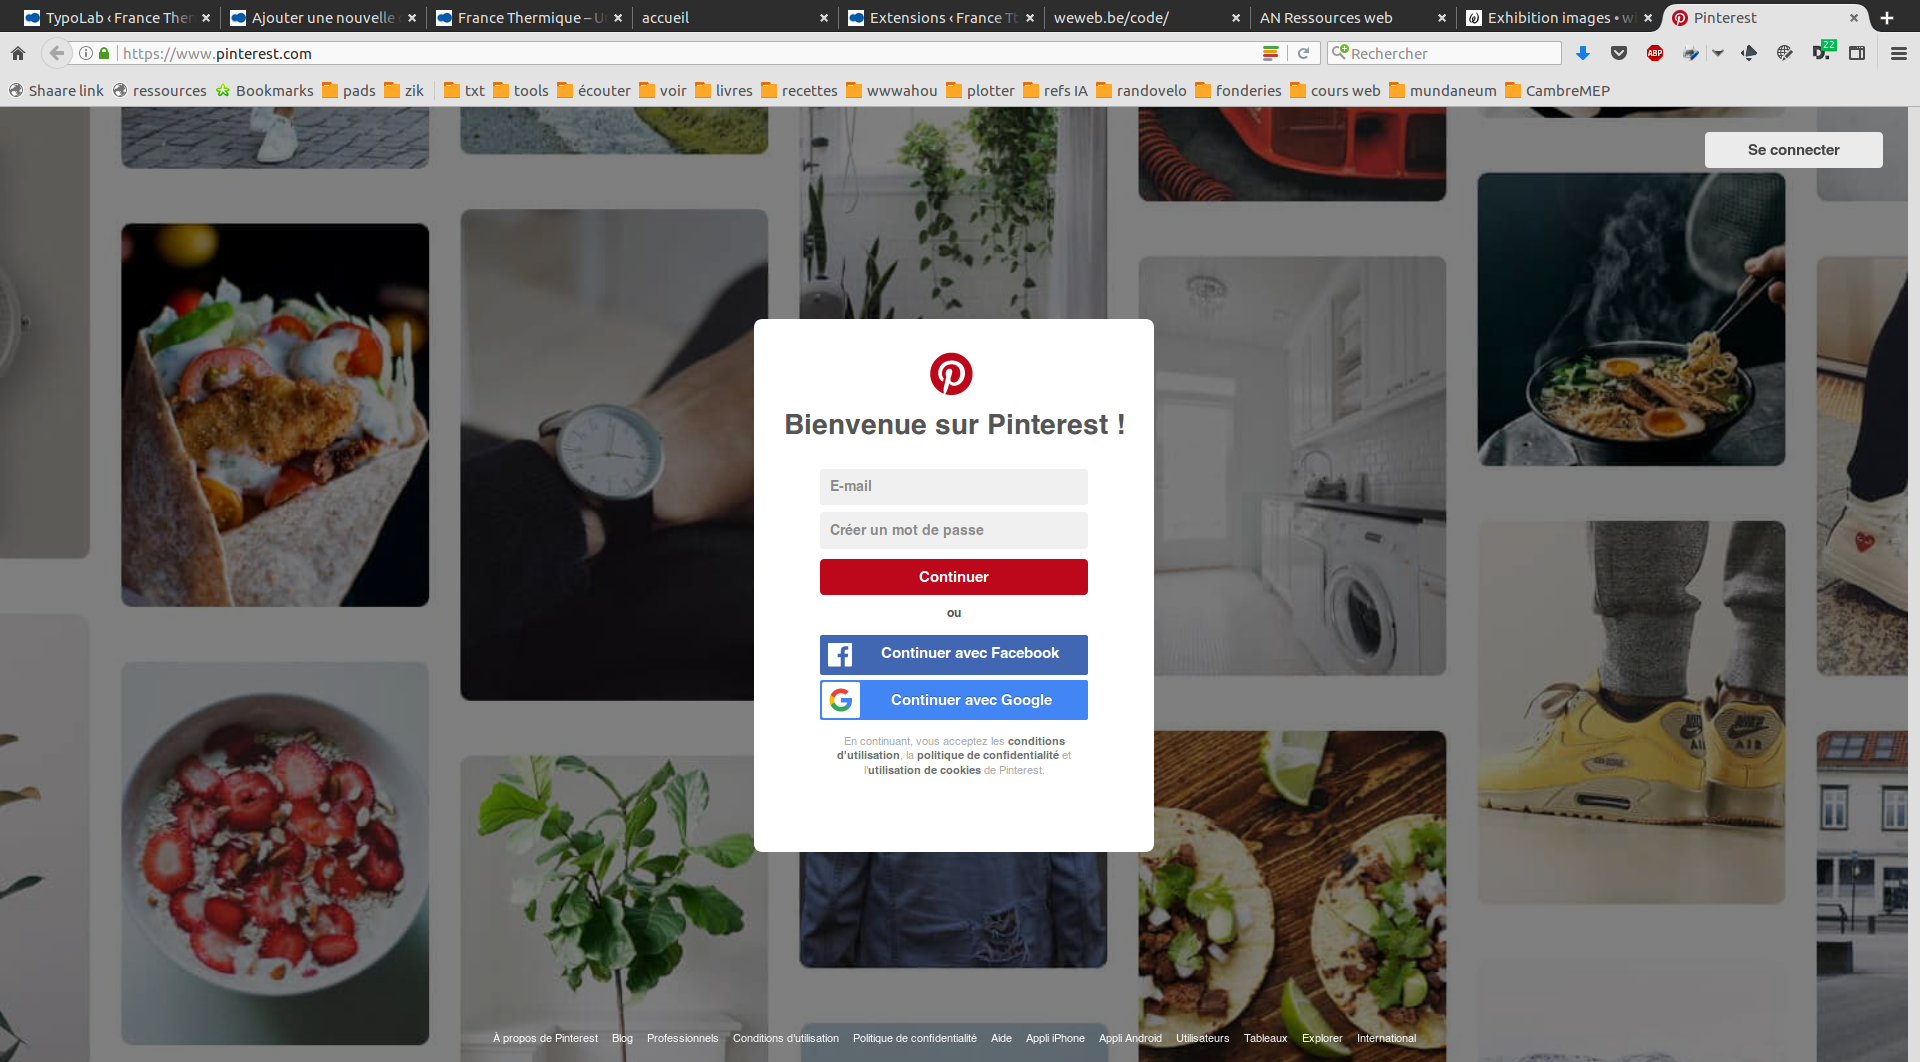 TypoLab ‹ France Ther
Ajouter une nouvelle
France Thermique – U
accueil
Extensions ‹ France T
weweb.be/code/
AN Ressources web
Exhibition images • w
Pinterest
https://www.pinterest.com
Rechercher
ABP
22
Shaare link
ressources
Bookmarks
pads
zik
txt
tools
écouter
voir
livres
recettes
wwwahou
plotter
refs IA
randovelo
fonderies
cours web
mundaneum
CambreMEP
Se connecter
Bienvenue sur Pinterest !
E-mail
Créer un mot de passe
Continuer
ou
Continuer avec Facebook
Continuer avec Google
En continuant, vous acceptez les conditions
d'utilisation, la politique de confidentialité et
l'utilisation de cookies de Pinterest.
NIKE
AIR
À propos de Pinterest
Blog
Professionnels
Conditions d'utilisation
Politique de confidentialité
Aide
Appli iPhone
Appli Android
Utilisateurs
Tableaux
Explorer
International